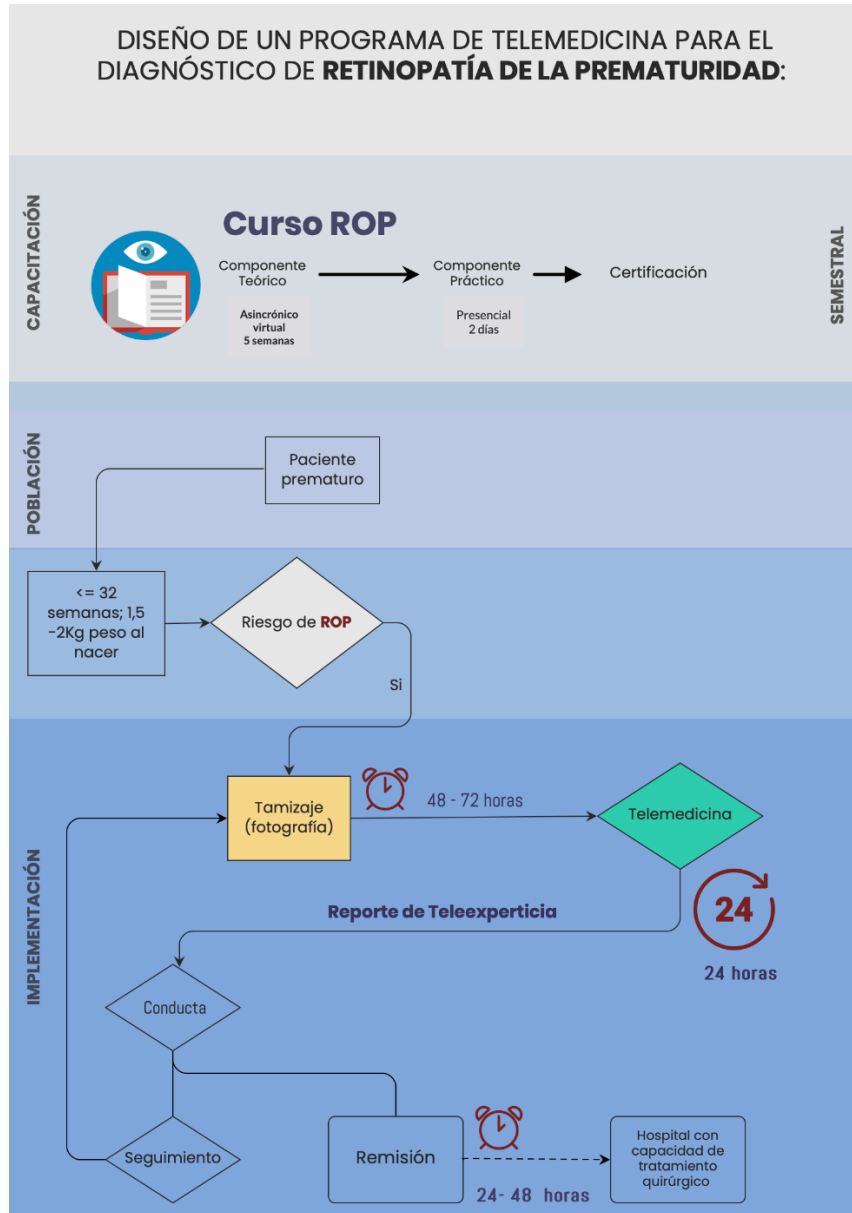 DISEÑO DE UN PROGRAMA DE TELEMEDICINA PARA EL
DIAGNÓSTICO DE RETINOPATÍA DE LA PREMATURIDAD:
CAPACITACIÓN
SEMESTRAL
Curso ROP
Componente
Teórico
Asincrónico
virtual
5 semanas
Componente
Práctico
Presencial
2 días
Certificación
POBLACIÓN
Paciente
prematuro
<= 32
semanas; 1,5
-2Kg peso al
nacer
Riesgo de ROP
Si
IMPLEMENTACIÓN
Tamizaje
(fotografía)
48 - 72 horas
Telemedicina
24
24 horas
Reporte de Teleexperticia
Conducta
Seguimiento
Remisión
24- 48 horas
Hospital con
capacidad de
tratamiento
quirúrgico